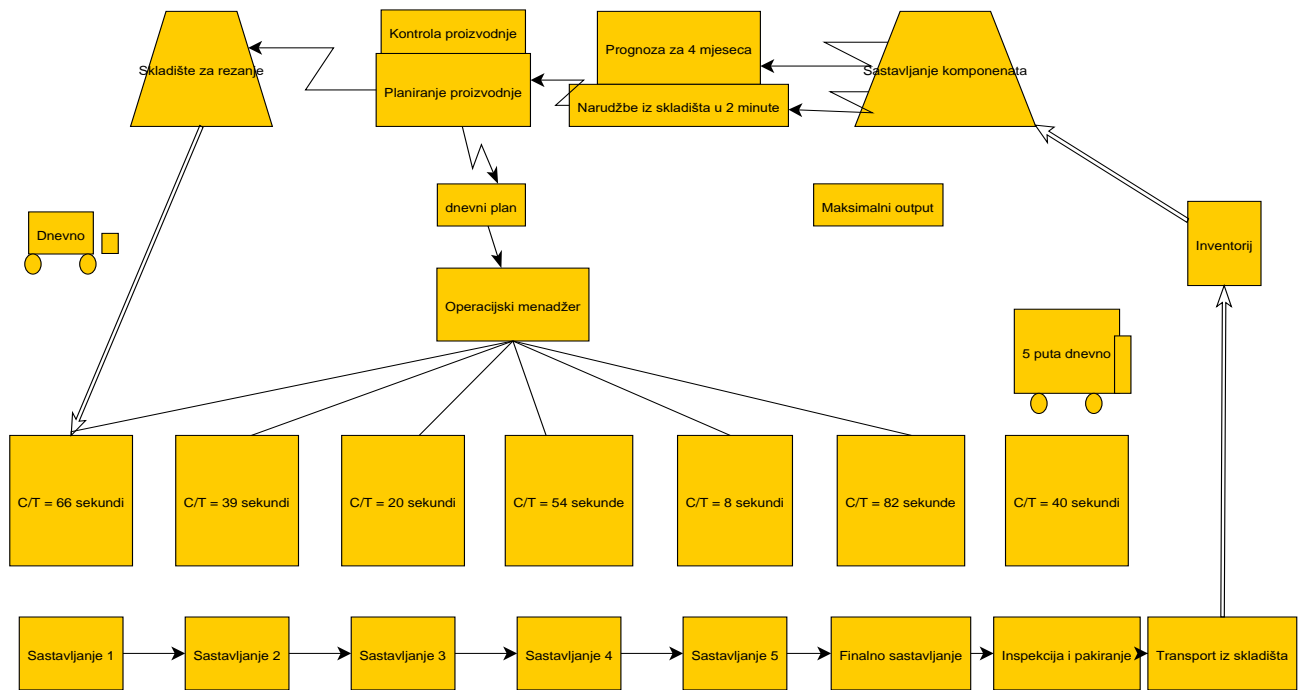 Kontrola proizvodnje
Skladište za rezanje
Planiranje proizvodnje
Prognoza za 4 mjeseca
Narudžbe iz skladišta u 2 minute
Sastavljanje komponenata
dnevni plan
Maksimalni output
Dnevno
Inventorij
Operacijski menadžer
5 puta dnevno
C/T = 66 sekundi
C/T = 39 sekundi
C/T = 20 sekundi
C/T = 54 sekunde
C/T = 8 sekundi
C/T = 82 sekunde
C/T = 40 sekundi
Sastavljanje 1
Sastavljanje 2
Sastavljanje 3
Sastavljanje 4
Sastavljanje 5
Finalno sastavljanje
Inspekcija i pakiranje
Transport iz skladišta